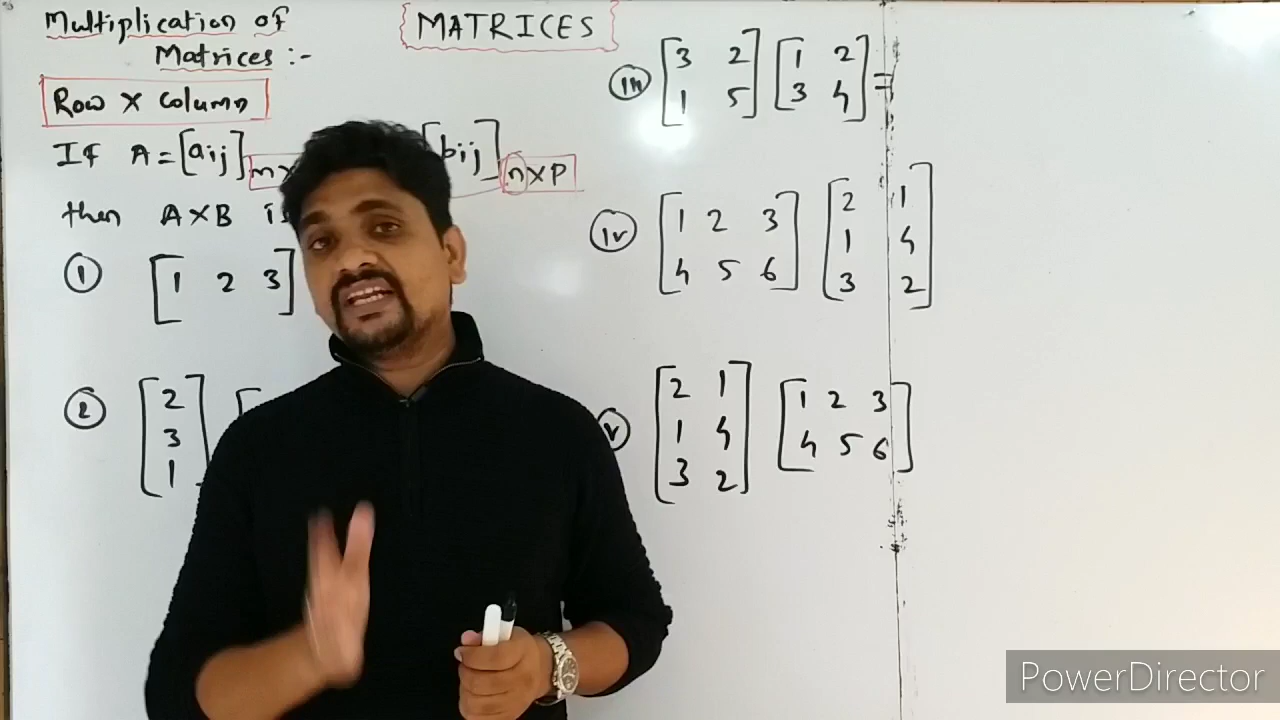 Multiplication of
Matrices :-
MATRICES
Row X Column
If A = [aij] m× [bij] n×P
then A×B is
① [1 2 3]
② [2
3
1]
iii [3 2
1 5] [1 2
3 4] =
iv [1 2 3
4 5 6] [2 1
1 4
3 2]
v [2 1
1 4
3 2] [1 2 3
4 5 6]
PowerDirector